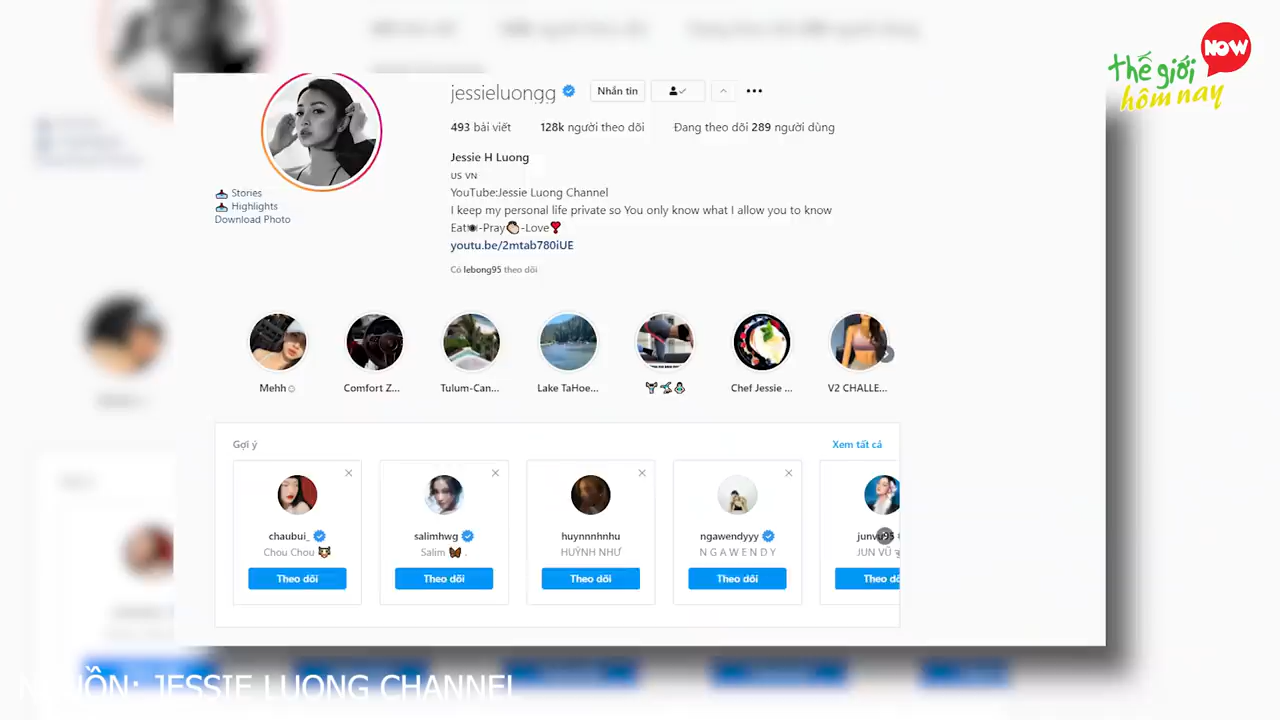 thế giới
hôm nay
NOW
jessieluongg
Nhắn tin
493 bài viết
128k người theo dõi
Đang theo dõi 289 người dùng
Jessie H Luong
US VN
YouTube:Jessie Luong Channel
I keep my personal life private so You only know what I allow you to know
Eat🍽-Pray👏🏻-Love❣
youtu.be/2mtab780iUE
Có lebong95 theo dõi
Stories
Highlights
Download Photo
Mehh☺
Comfort Z...
Tulum-Can...
Lake TaHoe...
Chef Jessie ...
V2 CHALLE...
Gợi ý
Xem tất cả
chaubui_
Chou Chou
Theo dõi
salimhwg
Salim 🦋 .
Theo dõi
huynnnhnhu
HUỲNH NHƯ
Theo dõi
ngawendyyy
N G A W E N D Y
Theo dõi
junvu95
JUN VŨ
Theo dõ
NGUỒN: JESSIE LUONG CHANNEL